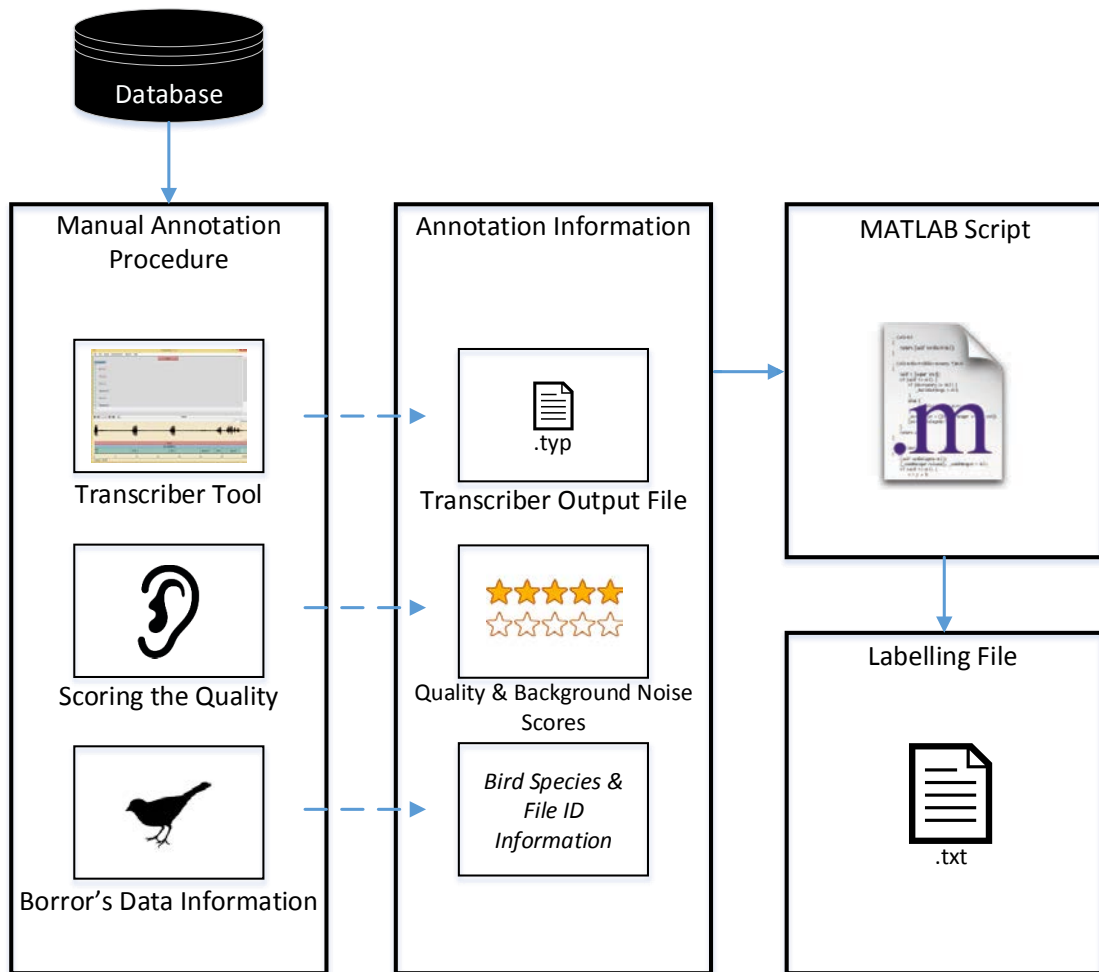 Database
Manual Annotation
Procedure
Transcriber Tool
Scoring the Quality
Borror's Data Information
Annotation Information
.typ
Transcriber Output File
Quality & Background Noise
Scores
Bird Species &
File ID
Information
MATLAB Script
.m
Labelling File
.txt